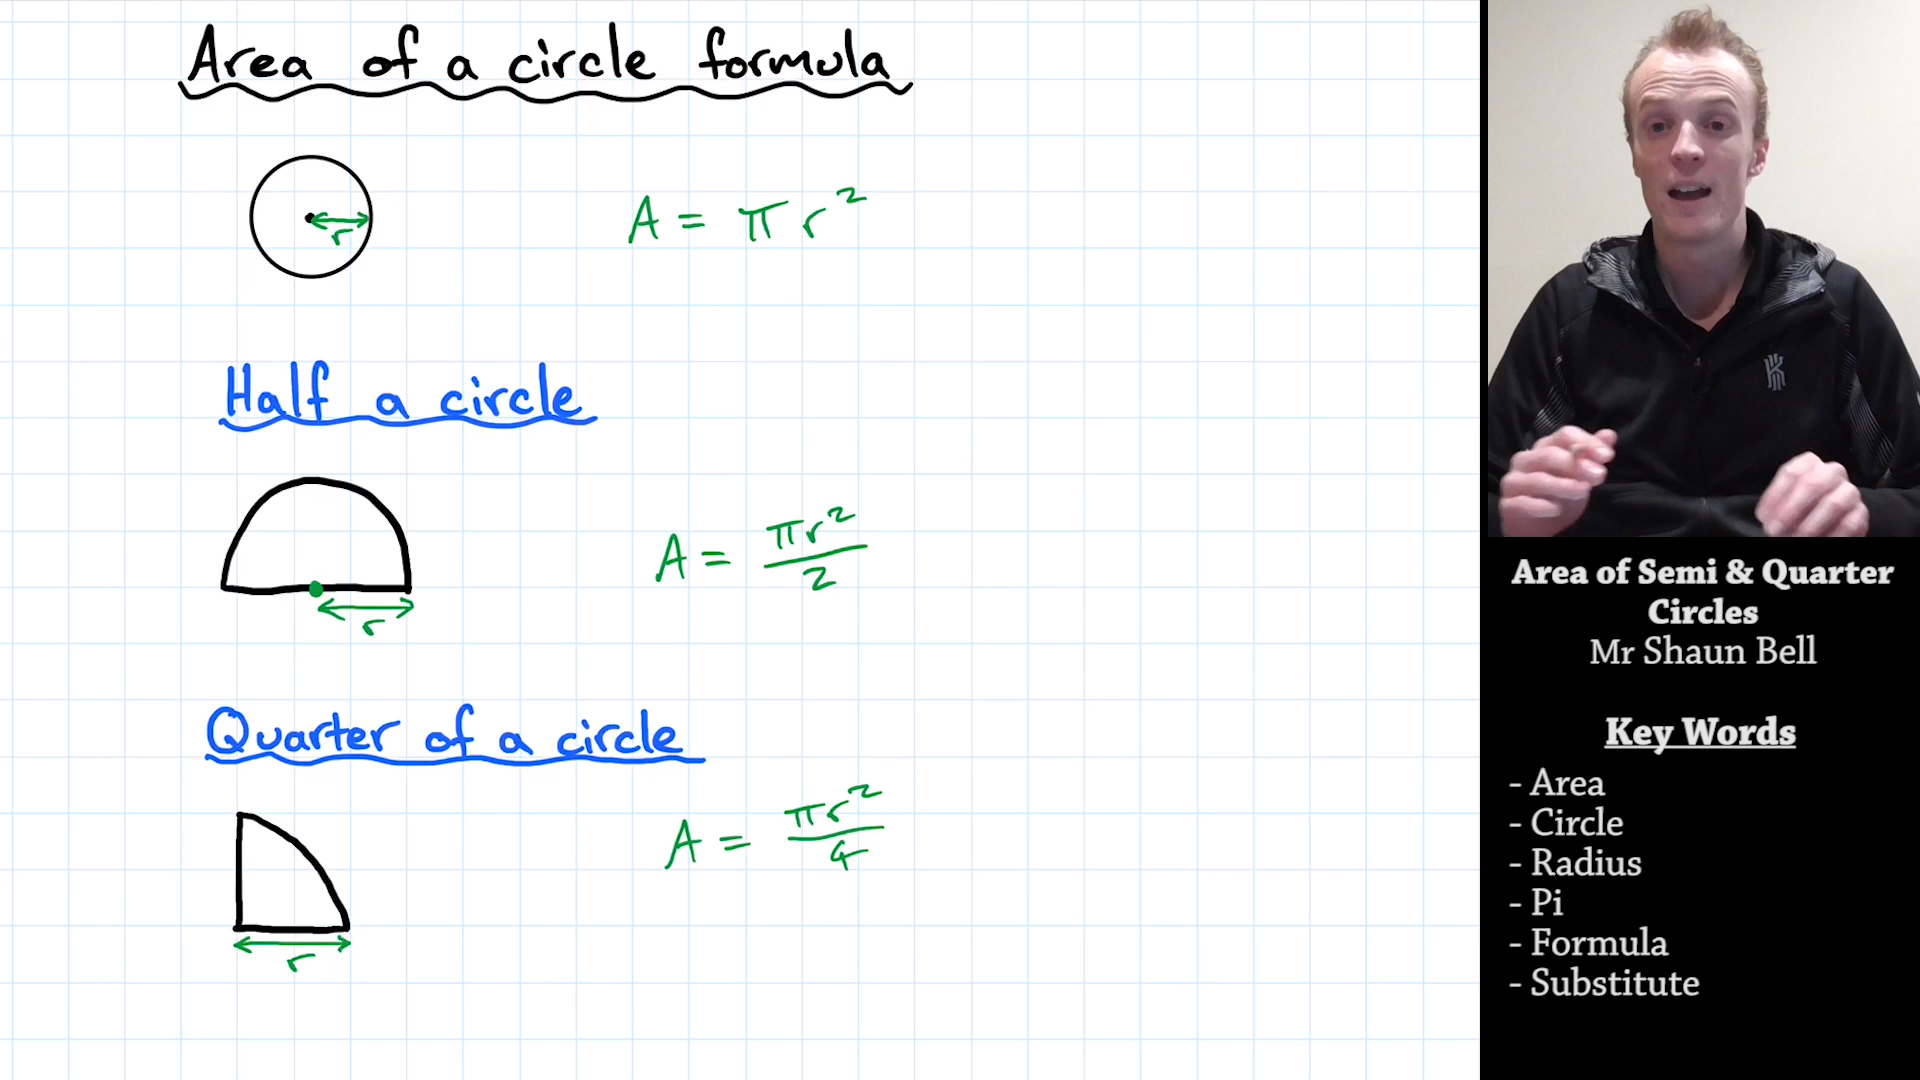 Area of a circle formula
r
A = πr²
Half a circle
r
A = πr²/2
Quarter of a circle
r
A = πr²/4
Area of Semi & Quarter
Circles
Mr Shaun Bell
Key Words
- Area
- Circle
- Radius
- Pi
- Formula
- Substitute